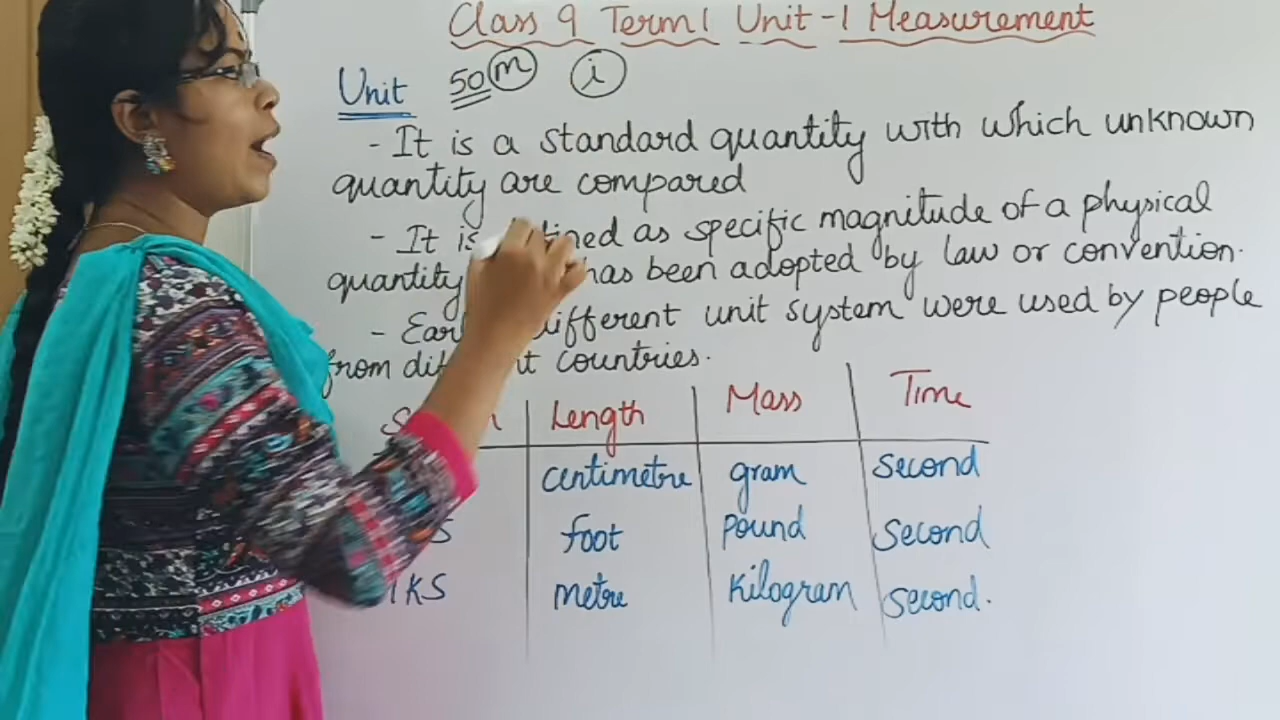 Class 9 Term 1 Unit - 1 Measurement
Unit 50 m i
- It is a standard quantity with which unknown
quantity are compared
- It is as specific magnitude of a physical
quantity has been adopted by law or convention.
- different unit system were used by people
from countries.
Length Mass Time
centimetre gram second
foot pound second
metre kilogram second.